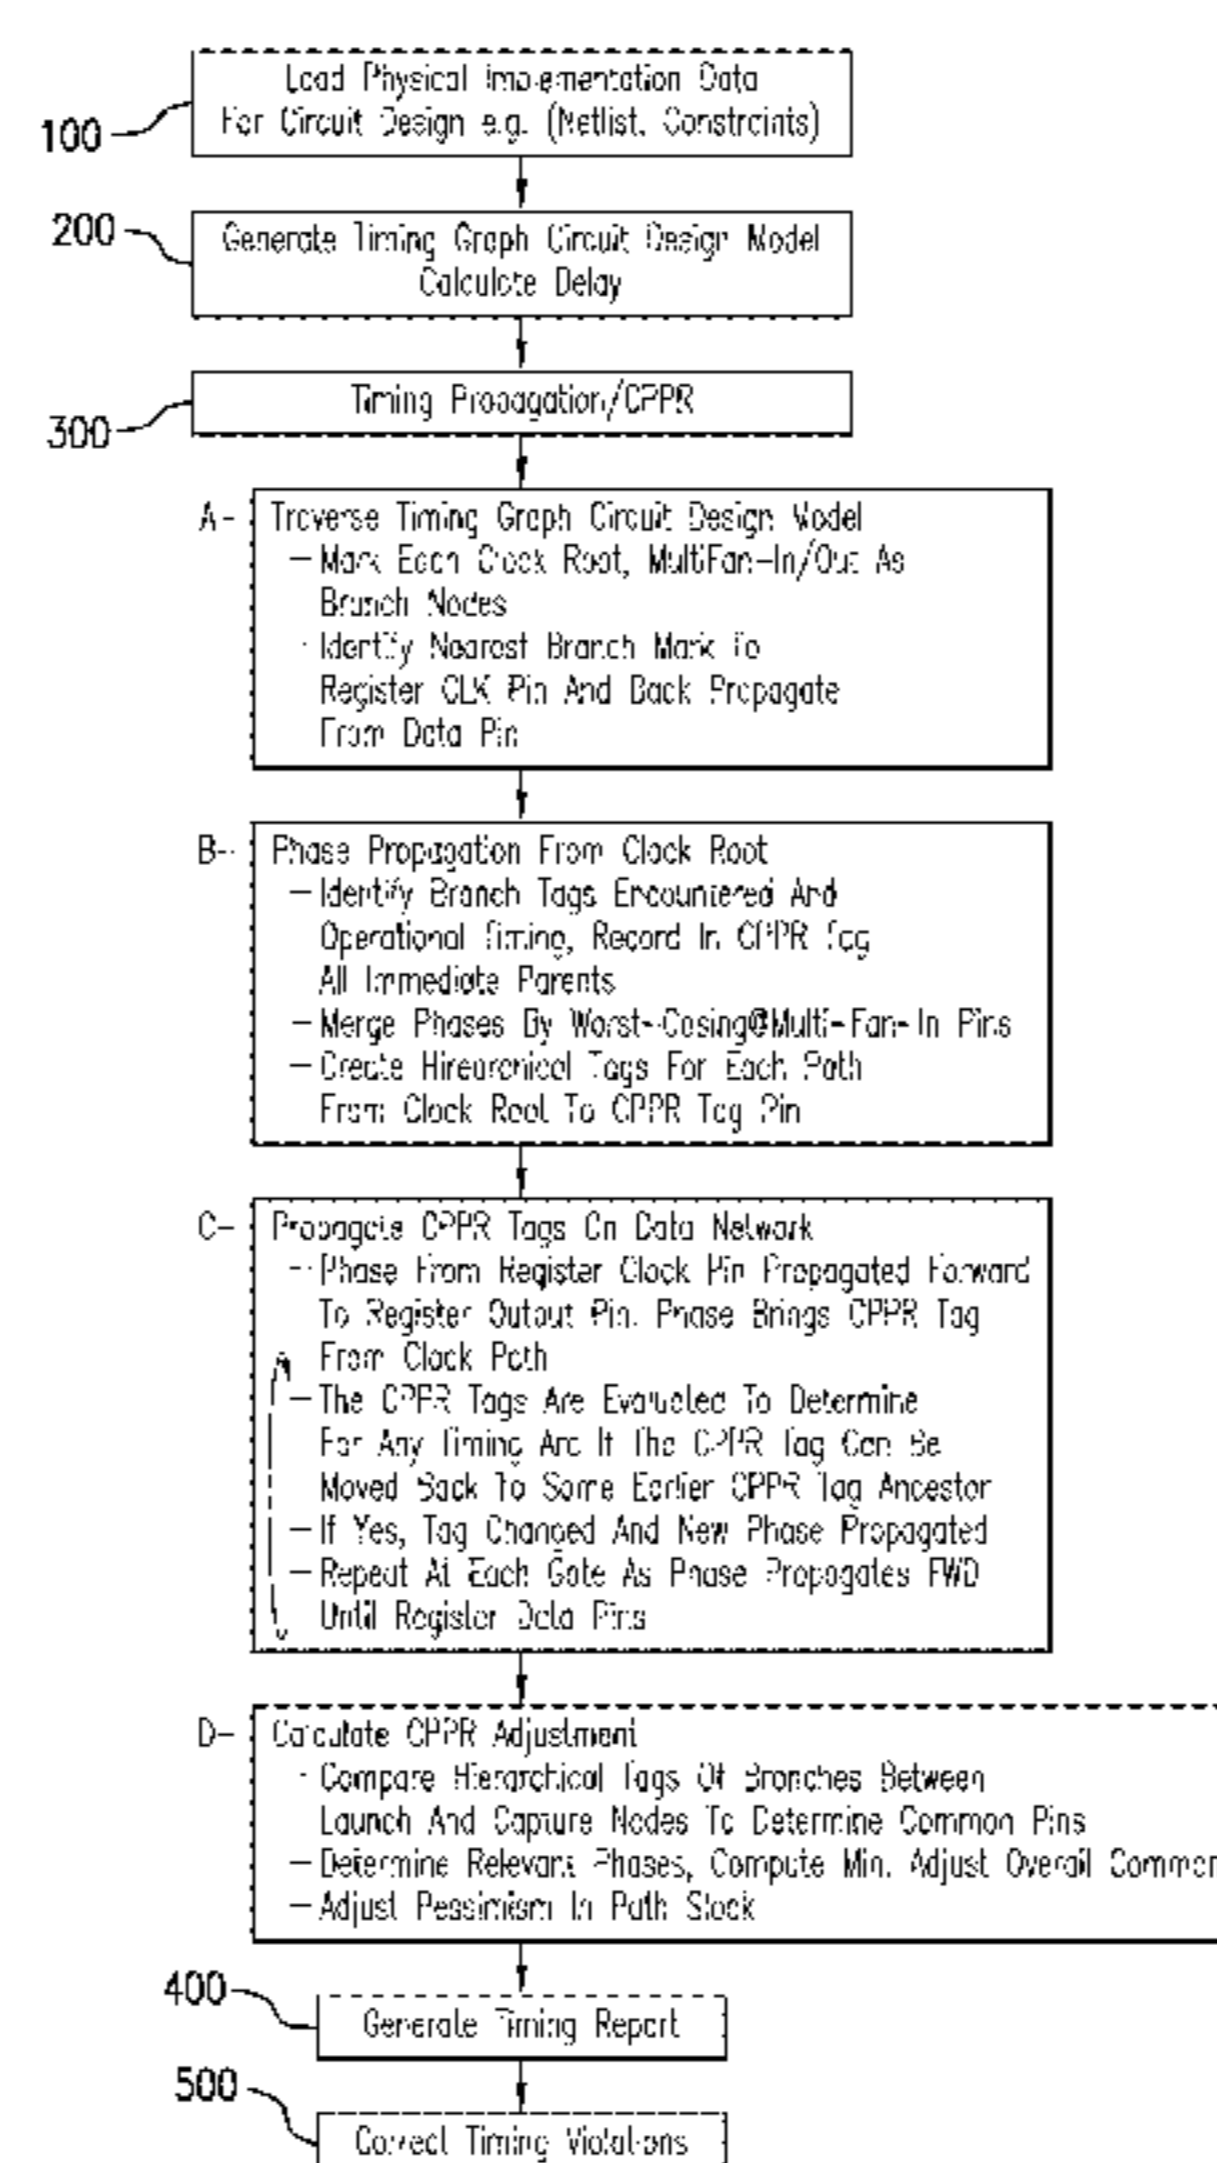 Load Physical Implementation Data
For Circuit Design e.g. (Netlist, Constraints)
100
200
Generate Timing Graph Circuit Design Model
Calculate Delay
Timing Propagation/CPPR
300
A- Traverse Timing Graph Circuit Design Model
- Mark Each Clock Root, MultiFan-In/Out As
Branch Nodes
- Identify Nearest Branch Mark To
Register CLK Pin And Back Propagate
From Data Pin
B- Phase Propagation From Clock Root
- Identify Branch Tags Encountered And
Operational Timing, Record In CPPR Tag
All Immediate Parents
- Merge Phases By Worst-Casing@Multi-Fan-In Pins
- Create Hirearchical Tags For Each Path
From Clock Root To CPPR Tag Pin
C- Propagate CPPR Tags On Data Network
- Phase From Register Clock Pin Propagated Forward
To Register Output Pin. Phase Brings CPPR Tag
From Clock Path
- The CPPR Tags Are Evaluated To Determine
For Any Timing Arc If The CPPR Tag Can Be
Moved Back To Some Earlier CPPR Tag Ancestor
- If Yes, Tag Changed And New Phase Propagated
- Repeat At Each Gate As Phase Propagates FWD
Until Register Data Pins
D- Calculate CPPR Adjustment
- Compare Hierarchical Tags Of Branches Between
Launch And Capture Nodes To Determine Common Pins
- Determine Relevant Phases, Compute Min. Adjust Overall Common
- Adjust Pessimism In Path Slack
400
Generate Timing Report
500
Correct Timing Violations